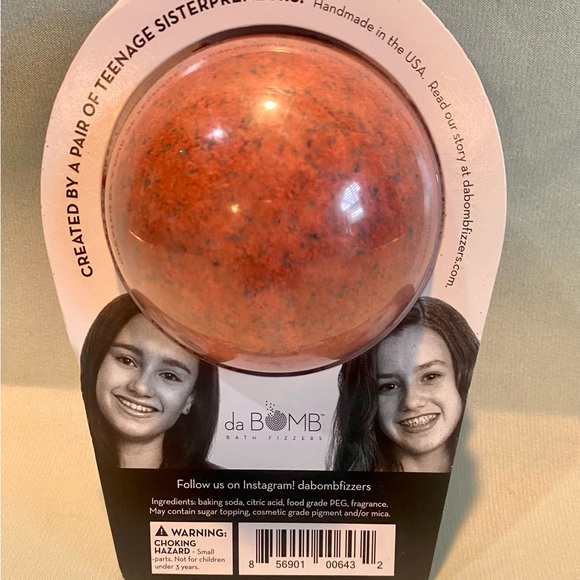 CREATED BY A PAIR OF TEENAGE SISTERPRENEURS.
Handmade in the USA. Read our story at dabombfizzers.com.
da BOMB™
BATH FIZZERS
Follow us on Instagram! dabombfizzers
Ingredients: baking soda, citric acid, food grade PEG, fragrance.
May contain sugar topping, cosmetic grade pigment and/or mica.
WARNING:
CHOKING
HAZARD - Small
parts. Not for children
under 3 years.
8 56901 00643 2